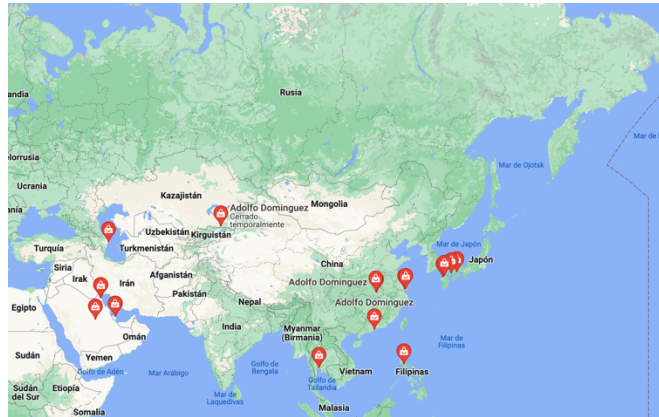 andia
Rusia
Mar de Ojotsk
elorrusia
Ucrania
Kazajistán
Adolfo Dominguez
Cerrado
temporalmente
Mongolia
Uzbekistán
Kirguistán
Turquía
Turkmenistán
Mar de Japón
Siria
Irak
Irán
Afganistán
China
Japón
Pakistán
Adolfo Dominguez
Egipto
Nepal
Adolfo Dominguez
Omán
India
Myanmar
(Birmania)
Mar de
Filipinas
Sudán
Yemen
Mar Arábigo
Golfo de
Bengala
Golfo de Adén
Golfo de
Tailandia
Vietnam
Filipinas
Sudán
del Sur
Etiopía
Mar de
Laquedivas
Somalia
Malasia